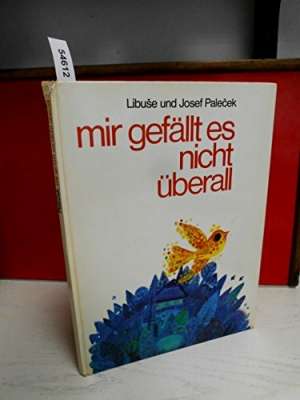 54612
Libuše und Josef Paleček
mir gefällt es
nicht
überall